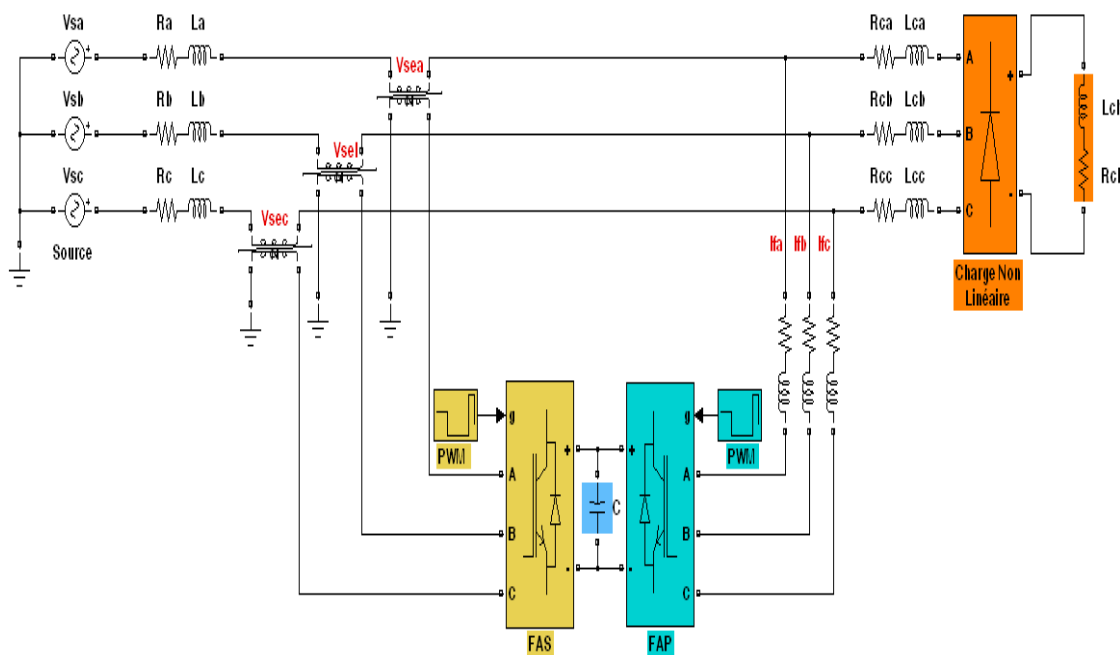 Vsa Ra La Rca Lca
Vsea
A
+
Vsb Rb Lb Rcb Lcb
Lcl
B
Vsel
Vsc Rc Lc Rcc Lcc
Rcl
-
Vsec
C
Source
Ifa Ifb Ifc
Charge Non
Linéaire
g g
PWM PWM
+ +
A A
C
B B
- -
C C
FAS FAP